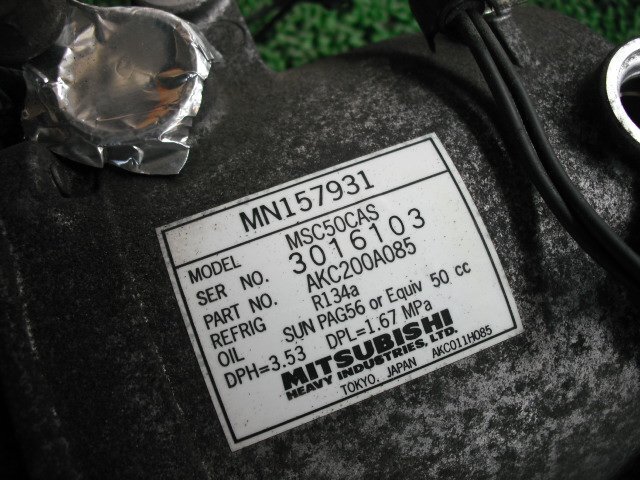 MN157931
MODEL MSC50CAS
SER NO. 3016103
PART NO. AKC200A085
REFRIG R134a
OIL SUN PAG56 or Equiv 50 cc
DPH=3.53 DPL=1.67 MPa
MITSUBISHI
HEAVY INDUSTRIES, LTD.
TOKYO. JAPAN AKC011H085